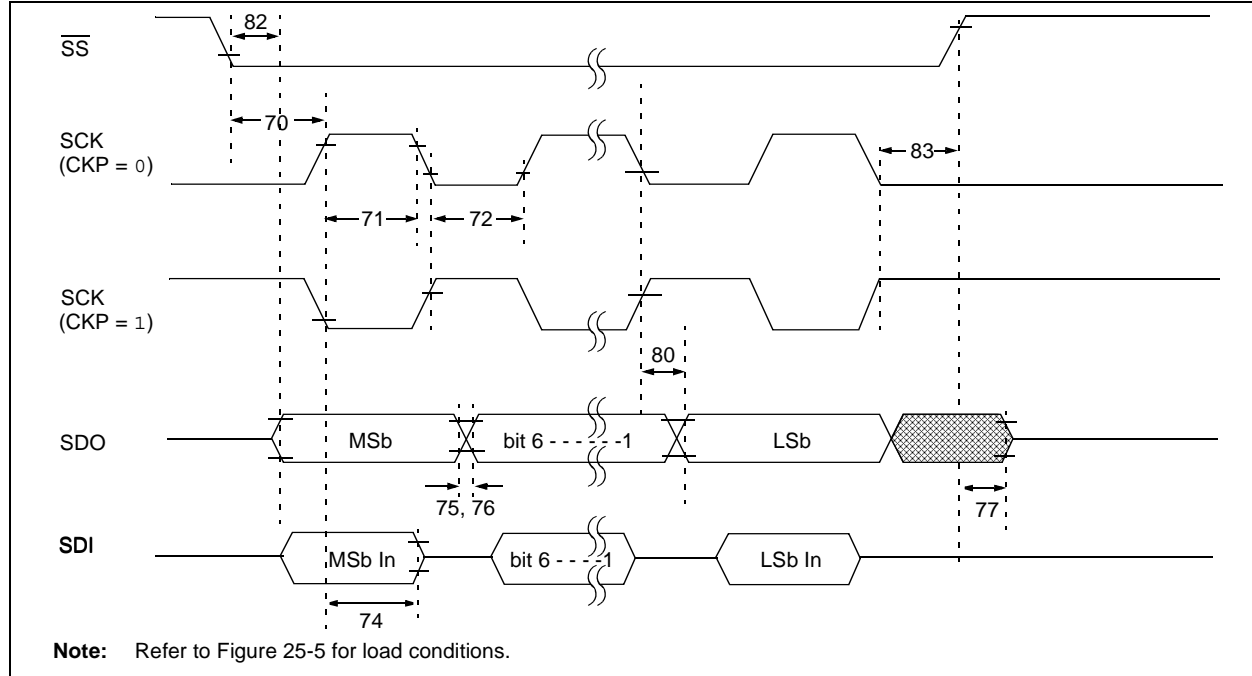 82
SS
70
SCK
(CKP = 0)
83
71
72
SCK
(CKP = 1)
80
SDO
MSb
bit 6 - - - - - -1
LSb
75, 76
77
SDI
MSb In
bit 6 - - - -1
LSb In
74
Note: Refer to Figure 25-5 for load conditions.